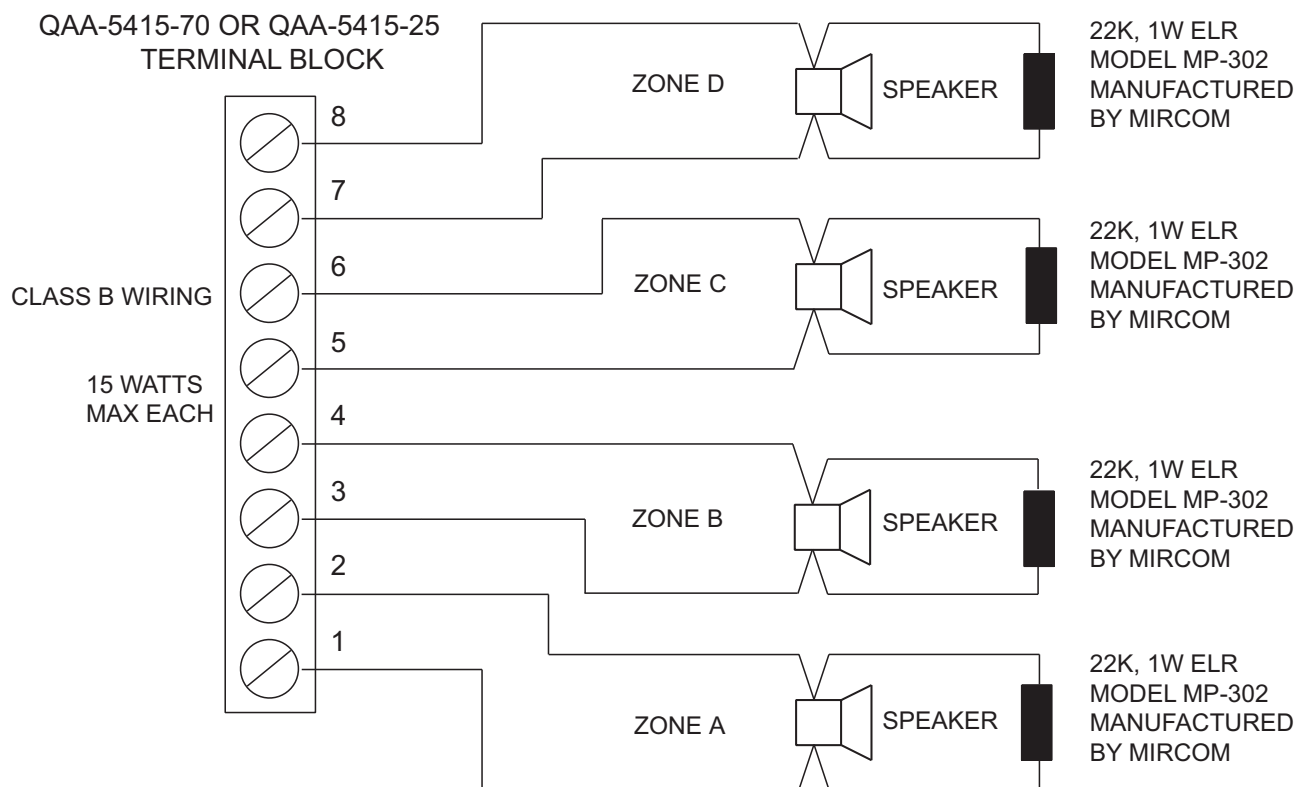 QAA-5415-70 OR QAA-5415-25
TERMINAL BLOCK
8
7
6
5
4
3
2
1
CLASS B WIRING
15 WATTS
MAX EACH
ZONE D
SPEAKER
22K, 1W ELR
MODEL MP-302
MANUFACTURED
BY MIRCOM
ZONE C
SPEAKER
22K, 1W ELR
MODEL MP-302
MANUFACTURED
BY MIRCOM
ZONE B
SPEAKER
22K, 1W ELR
MODEL MP-302
MANUFACTURED
BY MIRCOM
ZONE A
SPEAKER
22K, 1W ELR
MODEL MP-302
MANUFACTURED
BY MIRCOM